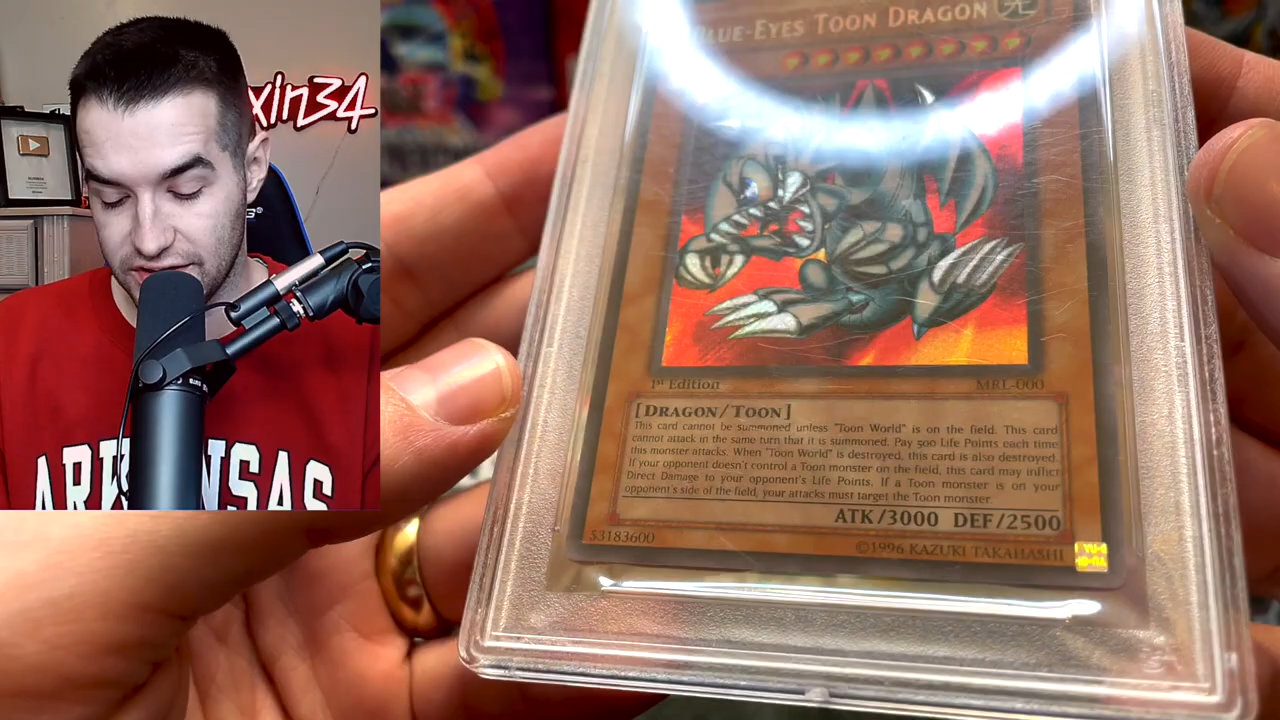 BLUE-EYES TOON DRAGON
光
xin34
1st Edition
MRL-000
[DRAGON/TOON]
This card cannot be summoned unless "Toon World" is on the field. This card
cannot attack in the same turn that it is summoned. Pay 500 Life Points each time
this monster attacks. When "Toon World" is destroyed, this card is also destroyed.
If your opponent doesn't control a Toon monster on the field, this card may inflict
Direct Damage to your opponent's Life Points. If a Toon monster is on your
opponent's side of the field, your attacks must target the Toon monster.
ATK/3000 DEF/2500
53183600
©1996 KAZUKI TAKAHASHI
ARKANSAS